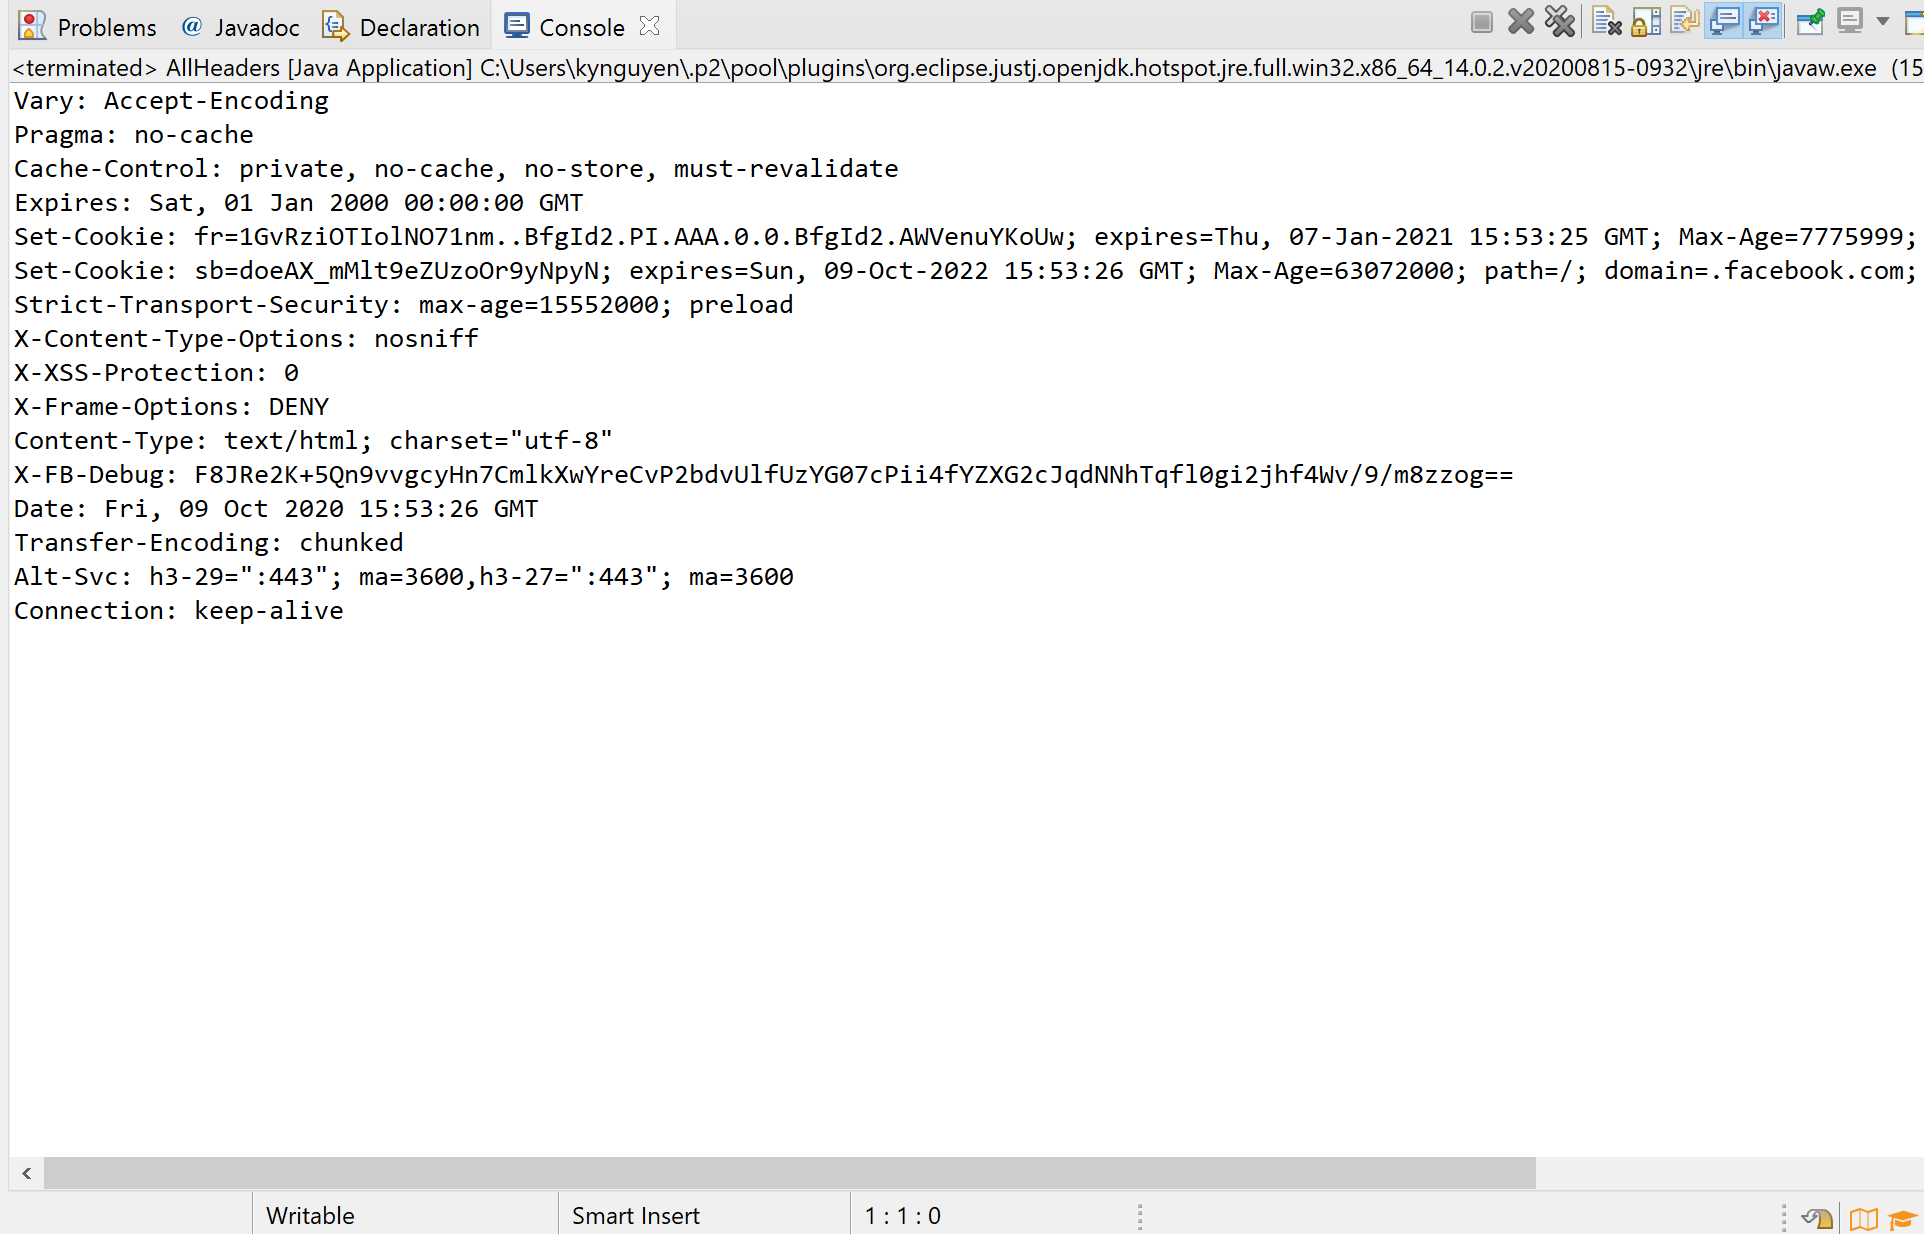 Problems @ Javadoc Declaration Console
<terminated> AllHeaders [Java Application] C:\Users\kynguyen\.p2\pool\plugins\org.eclipse.justj.openjdk.hotspot.jre.full.win32.x86_64_14.0.2.v20200815-0932\jre\bin\javaw.exe (15
Vary: Accept-Encoding
Pragma: no-cache
Cache-Control: private, no-cache, no-store, must-revalidate
Expires: Sat, 01 Jan 2000 00:00:00 GMT
Set-Cookie: fr=1GvRziOTIolNO71nm..BfgId2.PI.AAA.0.0.BfgId2.AWVenuYKoUw; expires=Thu, 07-Jan-2021 15:53:25 GMT; Max-Age=7775999;
Set-Cookie: sb=doeAX_mMlt9eZUzoOr9yNpyN; expires=Sun, 09-Oct-2022 15:53:26 GMT; Max-Age=63072000; path=/; domain=.facebook.com;
Strict-Transport-Security: max-age=15552000; preload
X-Content-Type-Options: nosniff
X-XSS-Protection: 0
X-Frame-Options: DENY
Content-Type: text/html; charset="utf-8"
X-FB-Debug: F8JRe2K+5Qn9vvgcyHn7CmlkXwYreCvP2bdvUlfUzYG07cPii4fYZXG2cJqdNNhTqfl0gi2jhf4Wv/9/m8zzog==
Date: Fri, 09 Oct 2020 15:53:26 GMT
Transfer-Encoding: chunked
Alt-Svc: h3-29=":443"; ma=3600,h3-27=":443"; ma=3600
Connection: keep-alive
Writable Smart Insert 1 : 1 : 0